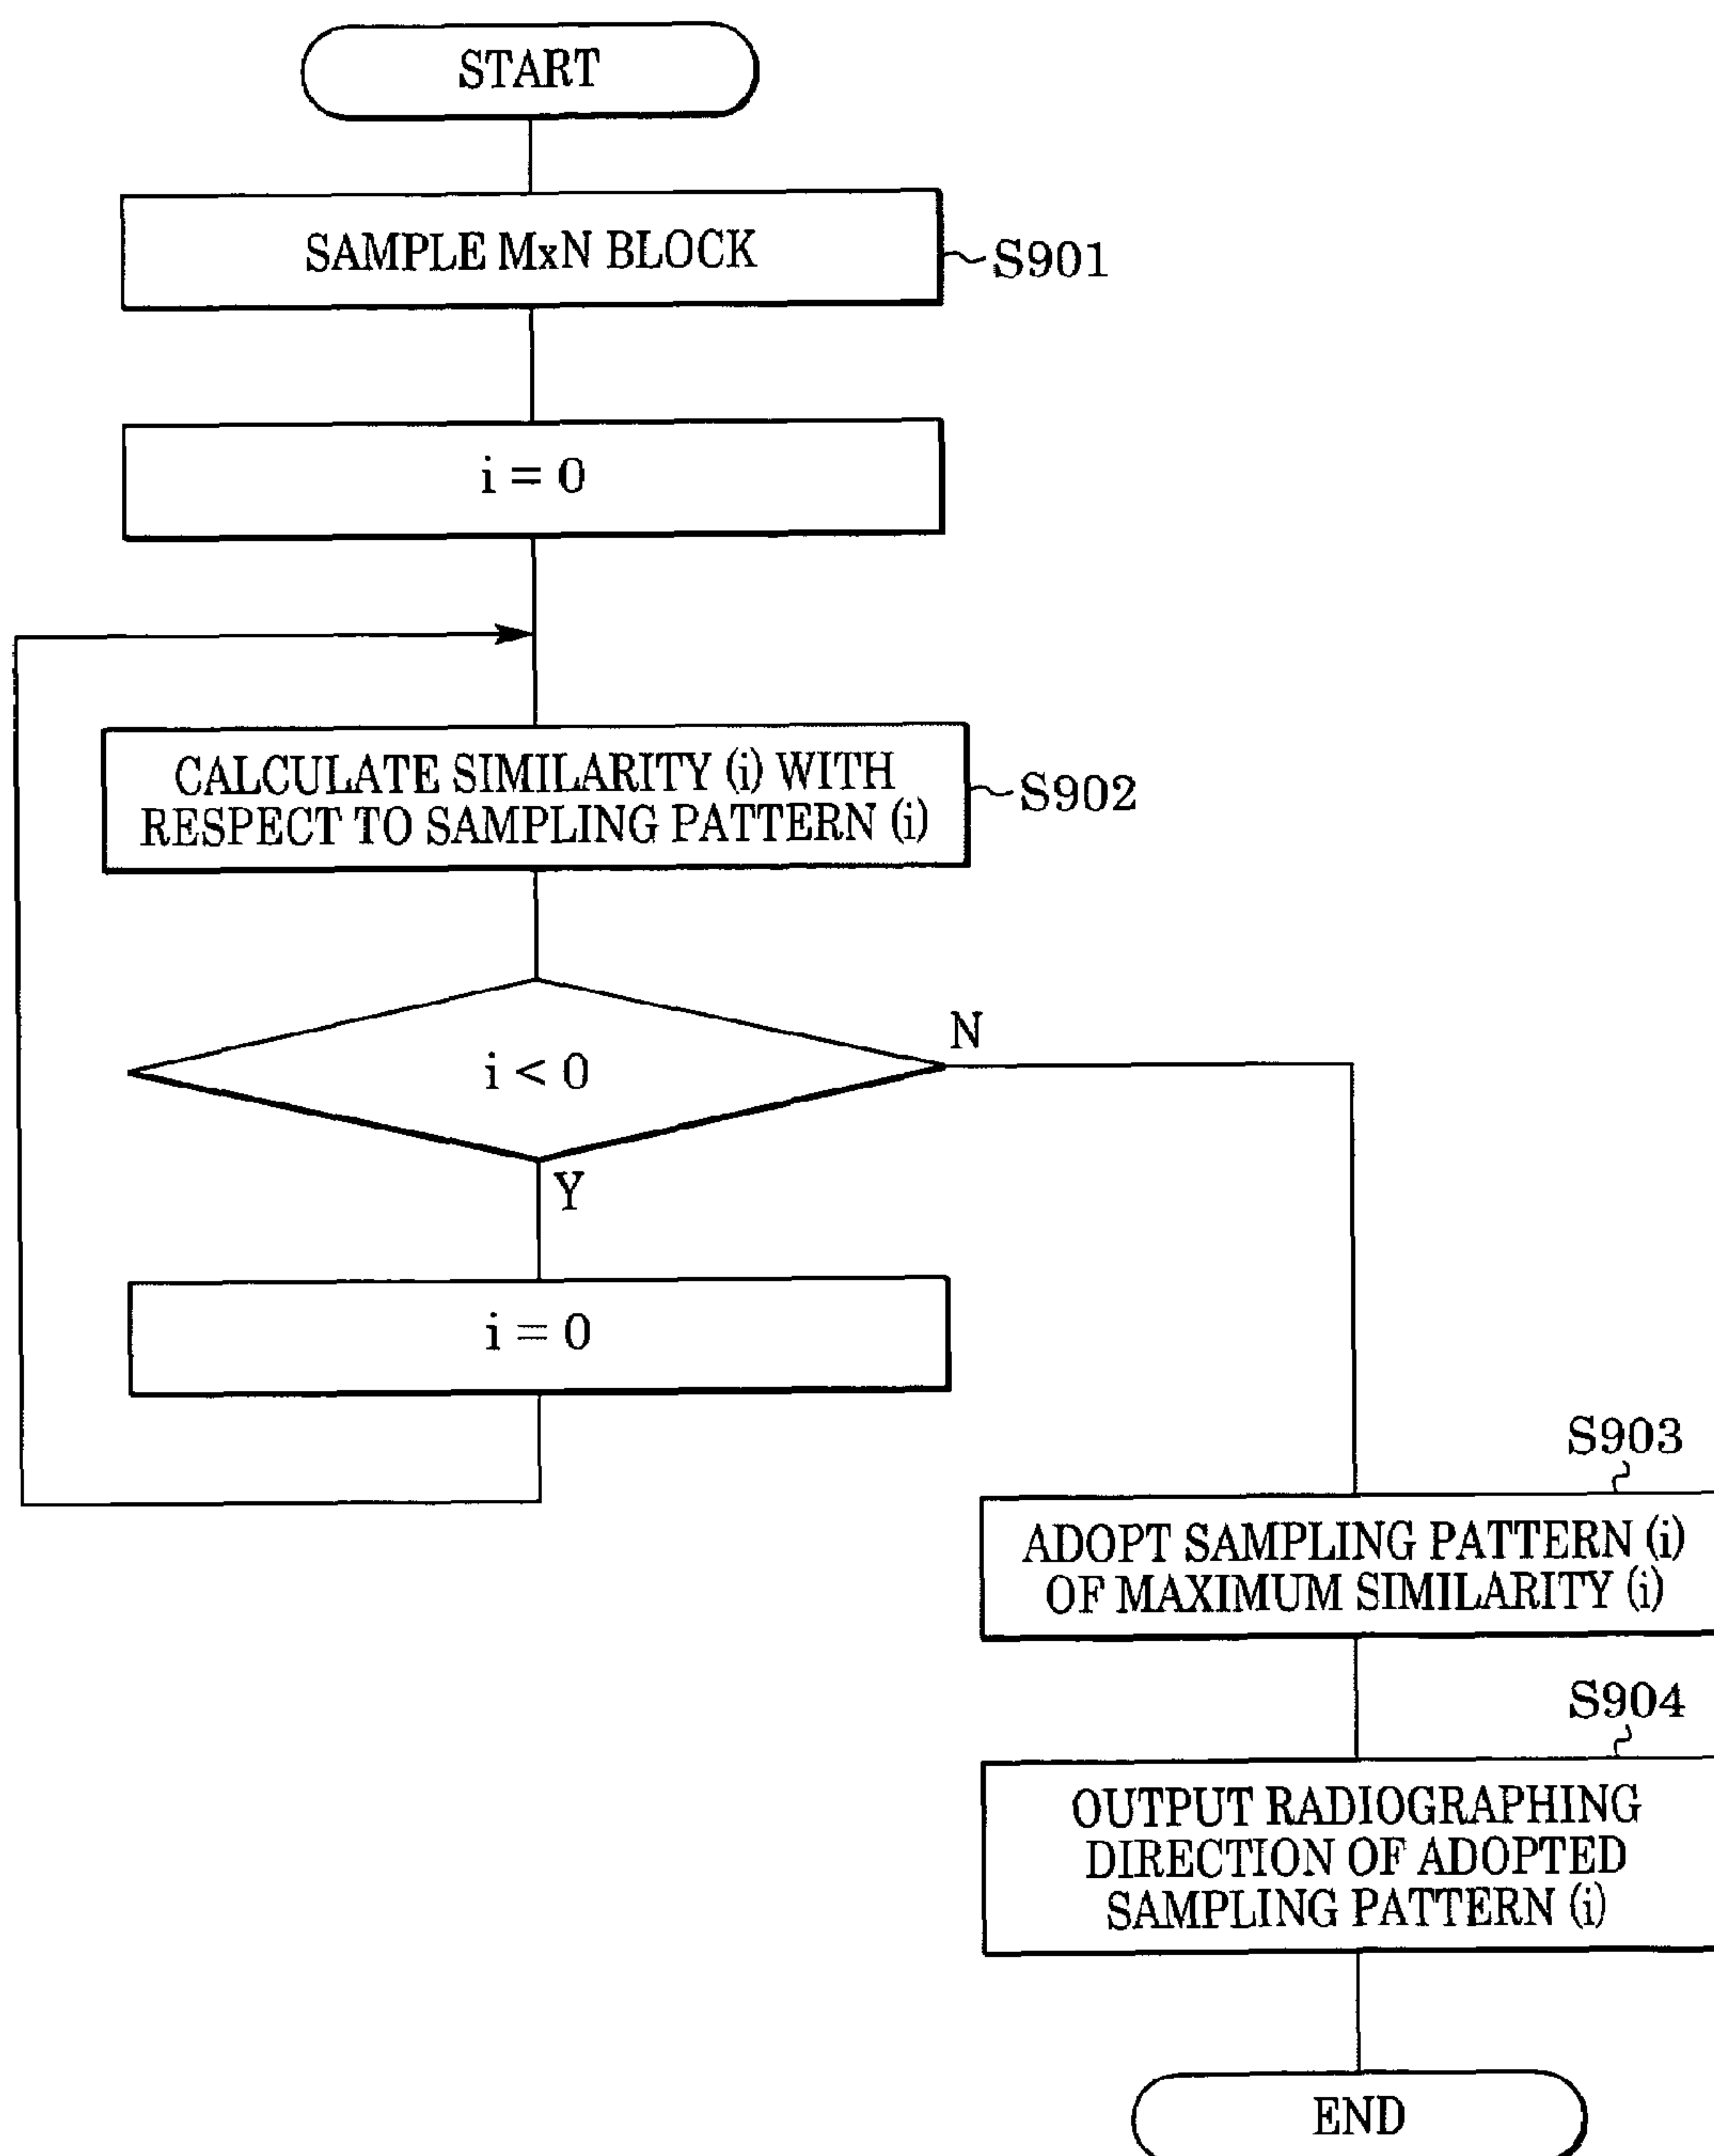 START
SAMPLE MxN BLOCK
S901
i = 0
CALCULATE SIMILARITY (i) WITH
RESPECT TO SAMPLING PATTERN (i)
S902
i < 0
N
Y
i = 0
S903
ADOPT SAMPLING PATTERN (i)
OF MAXIMUM SIMILARITY (i)
S904
OUTPUT RADIOGRAPHING
DIRECTION OF ADOPTED
SAMPLING PATTERN (i)
END